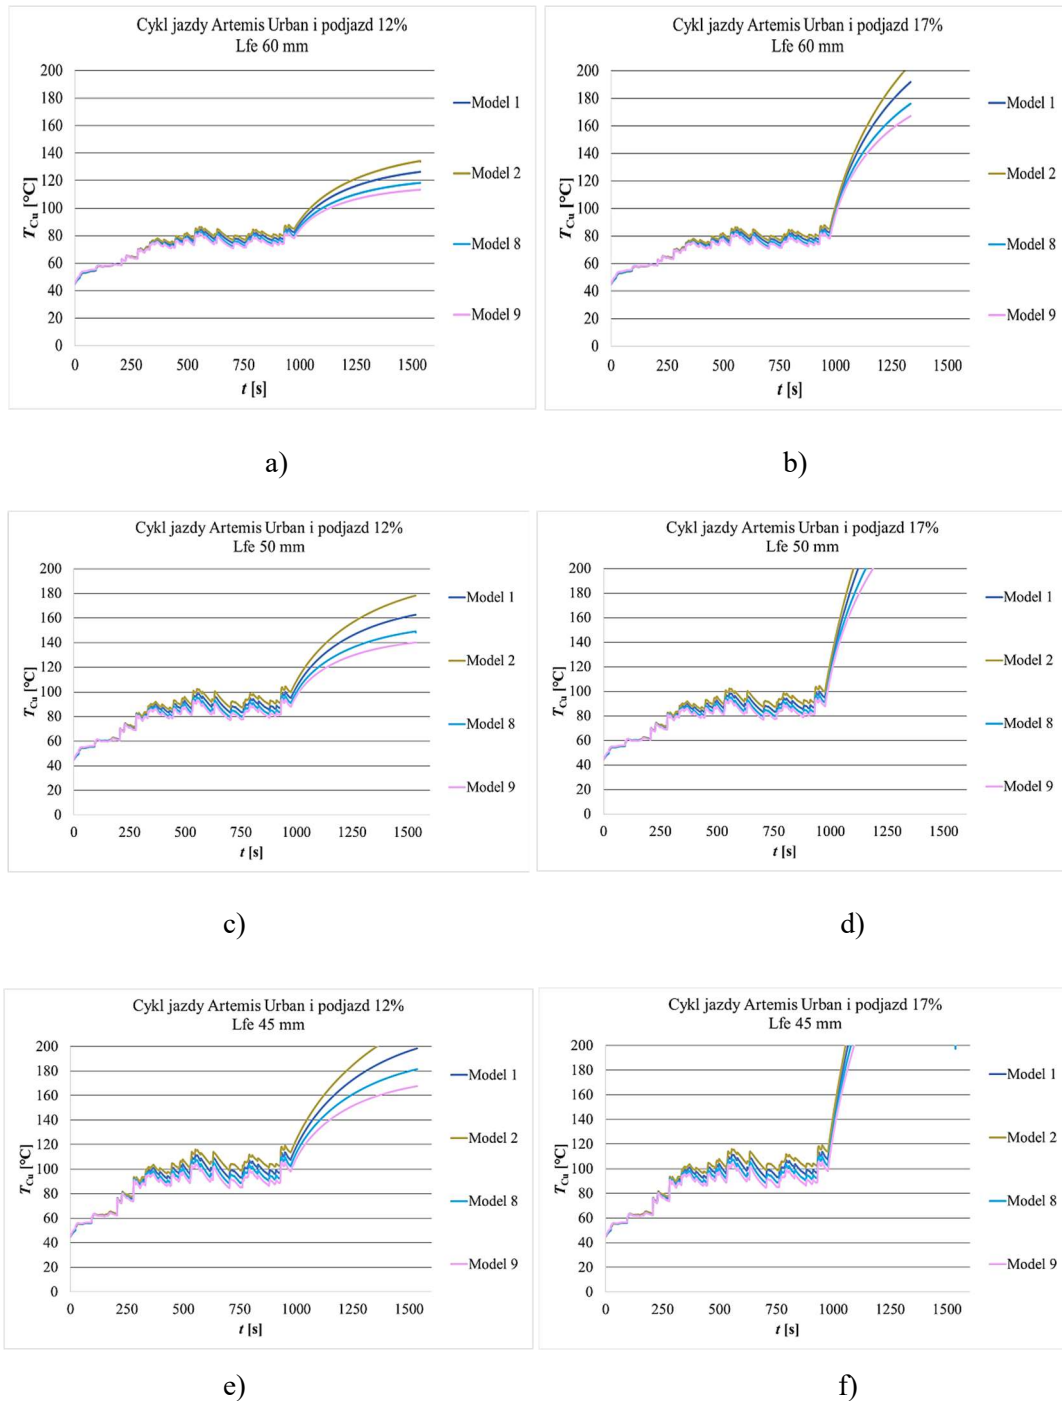 Cykl jazdy Artemis Urban i podjazd 12%
Lfe 60 mm
200
180
160
140
120
100
80
60
40
20
0
T_Cu [°C]
0 250 500 750 1000 1250 1500
t [s]
Model 1
Model 2
Model 8
Model 9
a)
Cykl jazdy Artemis Urban i podjazd 17%
Lfe 60 mm
200
180
160
140
120
100
80
60
40
20
0
T_Cu [°C]
0 250 500 750 1000 1250 1500
t [s]
Model 1
Model 2
Model 8
Model 9
b)
Cykl jazdy Artemis Urban i podjazd 12%
Lfe 50 mm
200
180
160
140
120
100
80
60
40
20
0
T_Cu [°C]
0 250 500 750 1000 1250 1500
t [s]
Model 1
Model 2
Model 8
Model 9
c)
Cykl jazdy Artemis Urban i podjazd 17%
Lfe 50 mm
200
180
160
140
120
100
80
60
40
20
0
T_Cu [°C]
0 250 500 750 1000 1250 1500
t [s]
Model 1
Model 2
Model 8
Model 9
d)
Cykl jazdy Artemis Urban i podjazd 12%
Lfe 45 mm
200
180
160
140
120
100
80
60
40
20
0
T_Cu [°C]
0 250 500 750 1000 1250 1500
t [s]
Model 1
Model 2
Model 8
Model 9
e)
Cykl jazdy Artemis Urban i podjazd 17%
Lfe 45 mm
200
180
160
140
120
100
80
60
40
20
0
T_Cu [°C]
0 250 500 750 1000 1250 1500
t [s]
Model 1
Model 2
Model 8
Model 9
f)